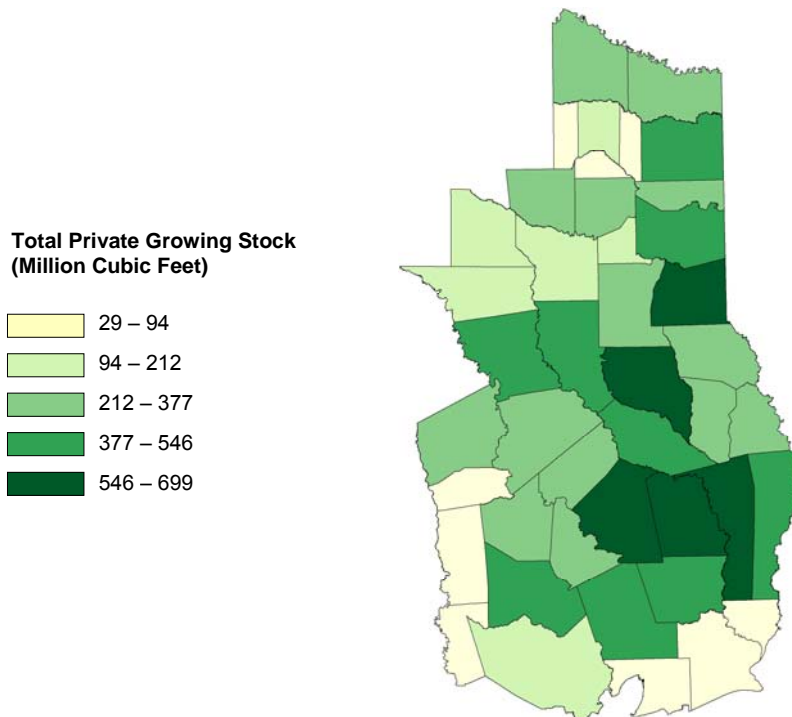 Total Private Growing Stock
(Million Cubic Feet)
29 – 94
94 – 212
212 – 377
377 – 546
546 – 699